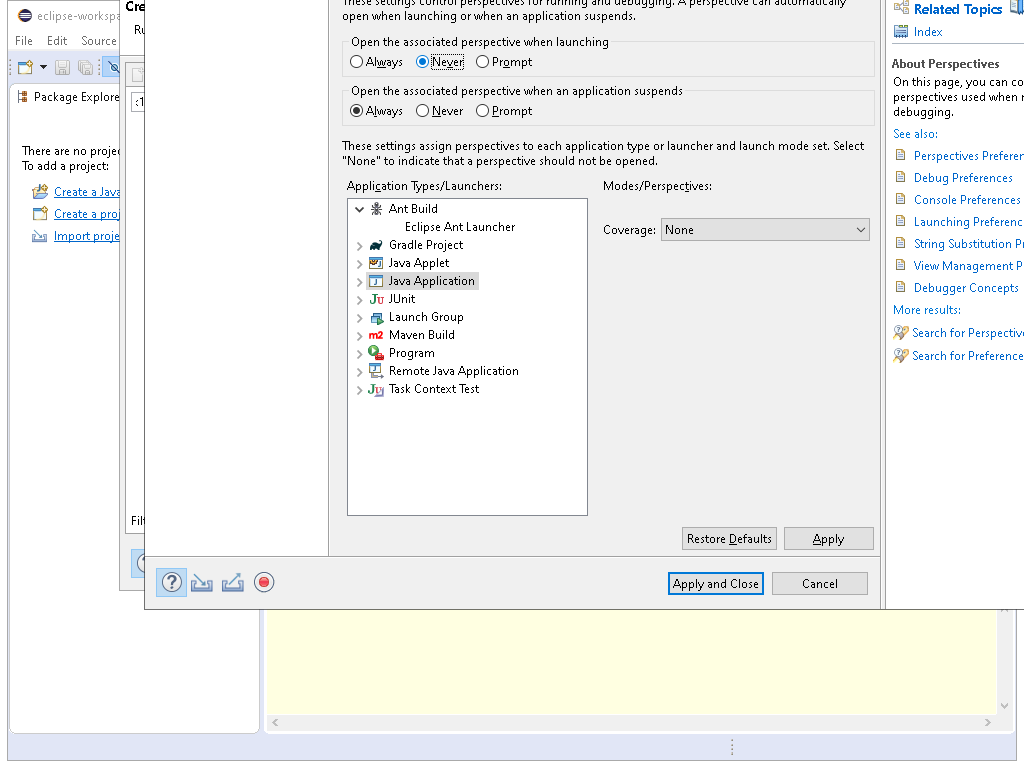 eclipse-workspa
Cre
File Edit Source
Ru
Package Explore
:1
There are no projec
To add a project:
Create a Java
Create a proj
Import proje
Filt
These settings control perspectives for running and debugging. A perspective can automatically
open when launching or when an application suspends.
Open the associated perspective when launching
Always Never Prompt
Open the associated perspective when an application suspends
Always Never Prompt
These settings assign perspectives to each application type or launcher and launch mode set. Select
"None" to indicate that a perspective should not be opened.
Application Types/Launchers:
Modes/Perspectives:
Ant Build
Eclipse Ant Launcher
Gradle Project
Java Applet
Java Application
JUnit
Launch Group
Maven Build
Program
Remote Java Application
Task Context Test
Coverage: None
Restore Defaults Apply
Apply and Close Cancel
Related Topics
Index
About Perspectives
On this page, you can co
perspectives used when r
debugging.
See also:
Perspectives Preferen
Debug Preferences
Console Preferences
Launching Preferenc
String Substitution P
View Management P
Debugger Concepts
More results:
Search for Perspective
Search for Preference